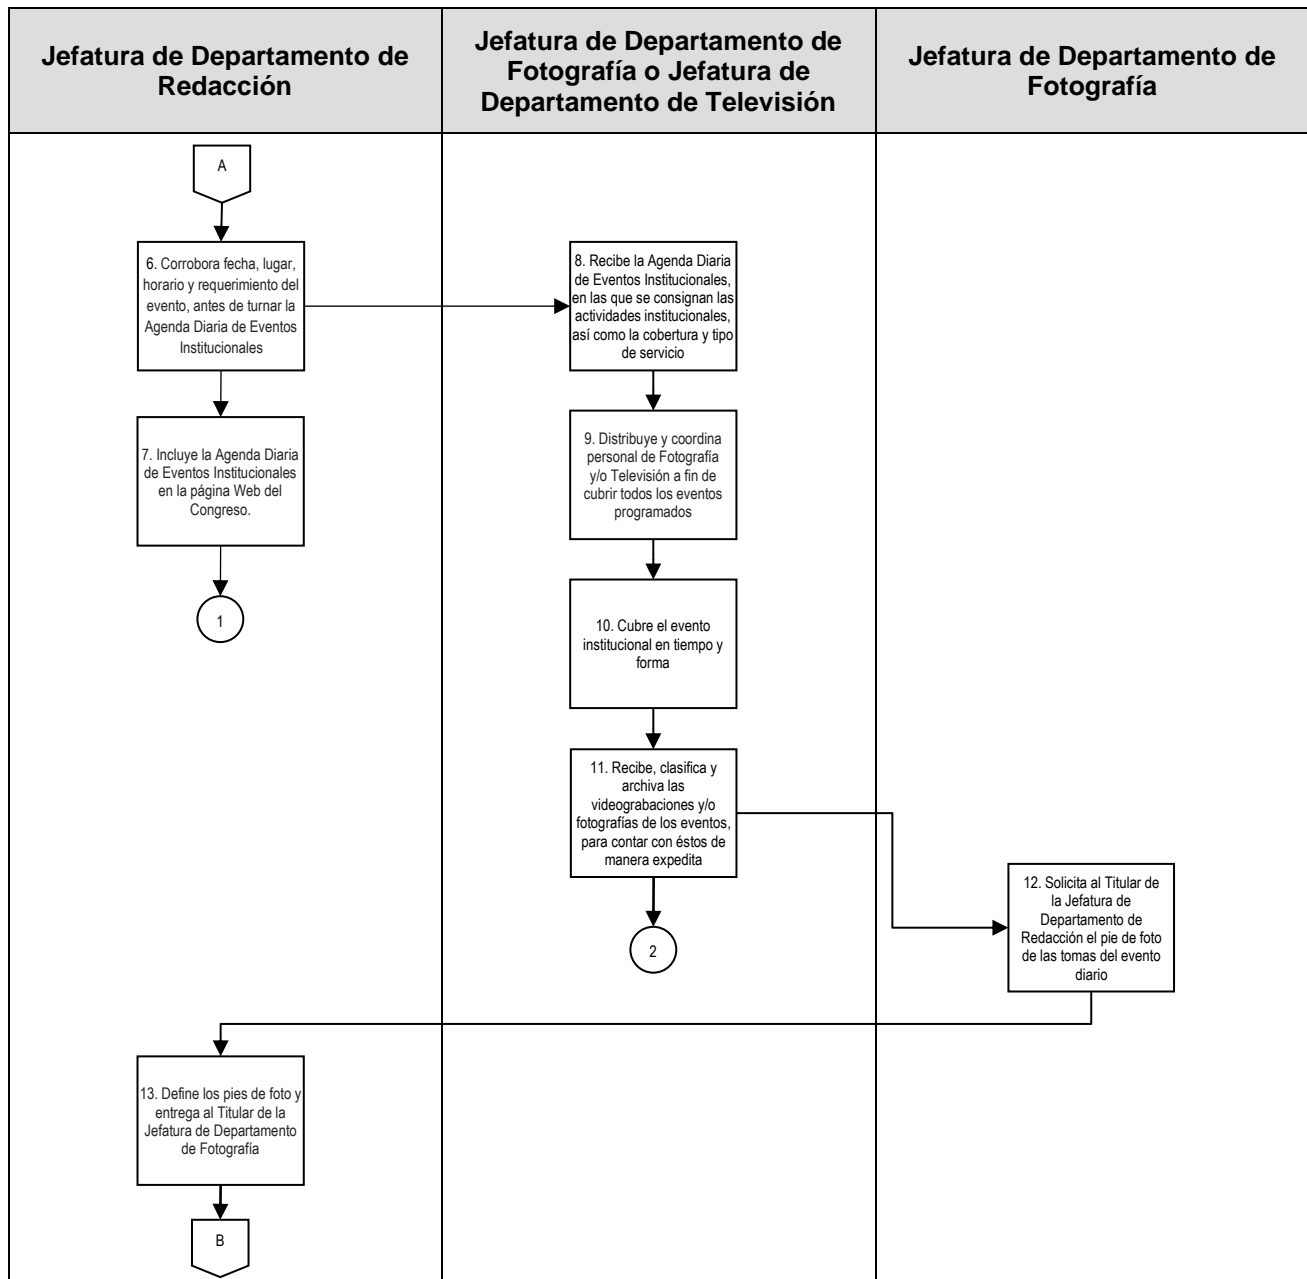 Jefatura de Departamento de
Redacción
Jefatura de Departamento de
Fotografía o Jefatura de
Departamento de Televisión
Jefatura de Departamento de
Fotografía
A
6. Corrobora fecha, lugar,
horario y requerimiento del
evento, antes de turnar la
Agenda Diaria de Eventos
Institucionales
8. Recibe la Agenda Diaria
de Eventos Institucionales,
en las que se consignan las
actividades institucionales,
así como la cobertura y tipo
de servicio
7. Incluye la Agenda Diaria
de Eventos Institucionales
en la página Web del
Congreso.
9. Distribuye y coordina
personal de Fotografía
y/o Televisión a fin de
cubrir todos los eventos
programados
1
10. Cubre el evento
institucional en tiempo y
forma
11. Recibe, clasifica y
archiva las
videograbaciones y/o
fotografías de los eventos,
para contar con éstos de
manera expedita
12. Solicita al Titular de
la Jefatura de
Departamento de
Redacción el pie de foto
de las tomas del evento
diario
2
13. Define los pies de foto y
entrega al Titular de la
Jefatura de Departamento
de Fotografía
B